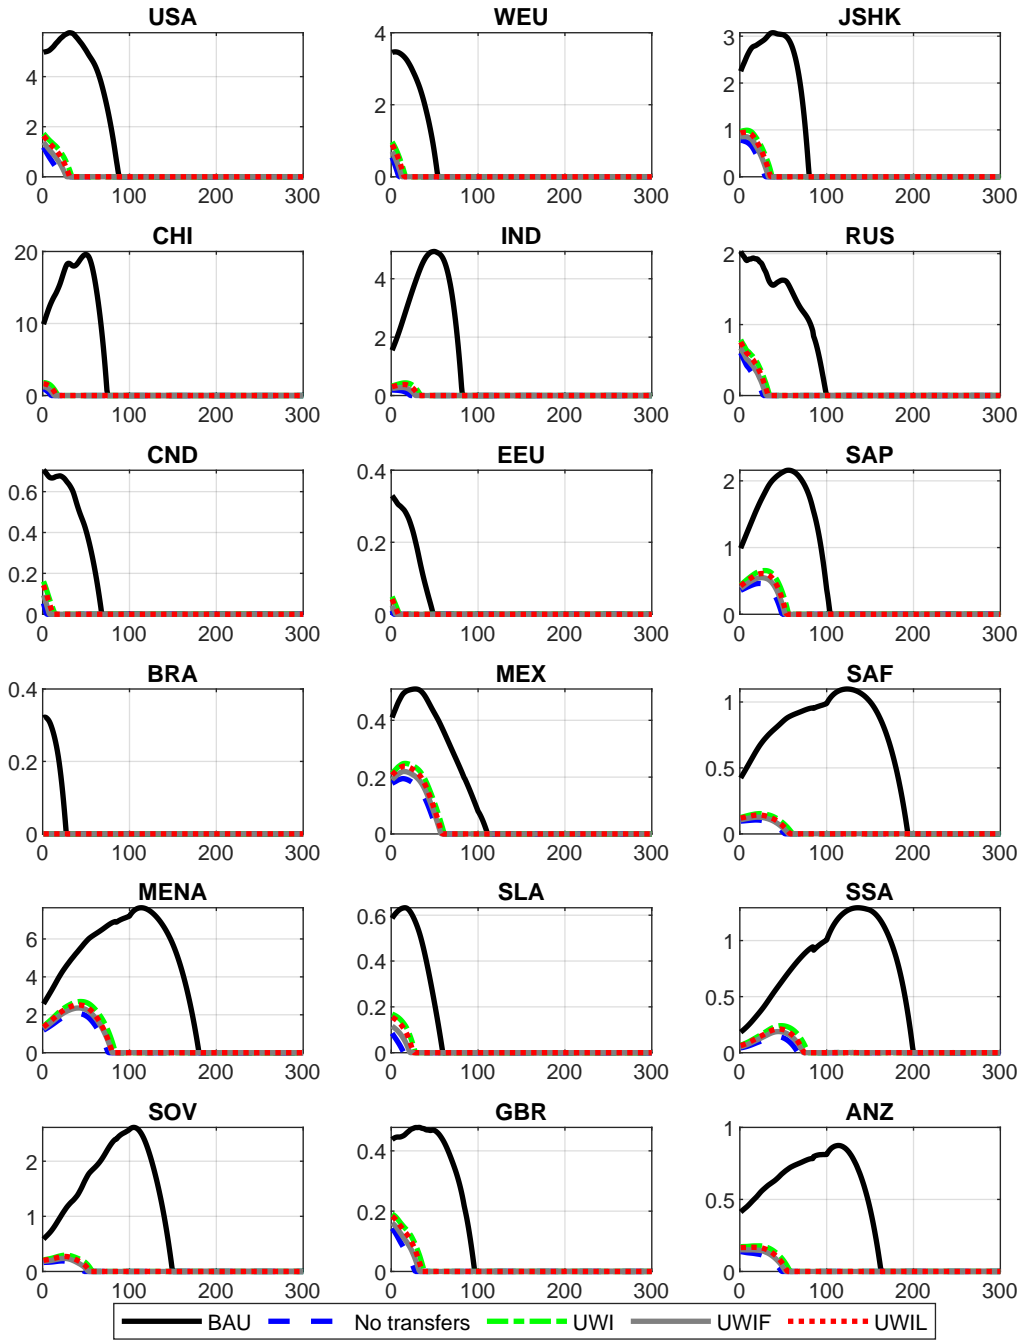 USA WEU JSHK
6 4 3
4 2 2
2 1
0 0 0
0 100 200 300 0 100 200 300 0 100 200 300
CHI IND RUS
20 4 2
10 2 1
0 0 0
0 100 200 300 0 100 200 300 0 100 200 300
CND EEU SAP
0.6 0.4 2
0.4 0.2 1
0.2
0 0 0
0 100 200 300 0 100 200 300 0 100 200 300
BRA MEX SAF
0.4 0.4 1
0.2 0.2 0.5
0 0 0
0 100 200 300 0 100 200 300 0 100 200 300
MENA SLA SSA
6 0.6 1
4 0.4 0.5
2 0.2
0 0 0
0 100 200 300 0 100 200 300 0 100 200 300
SOV GBR ANZ
2 0.4 1
1 0.2 0.5
0 0 0
0 100 200 300 0 100 200 300 0 100 200 300
BAU No transfers UWI UWIF UWIL